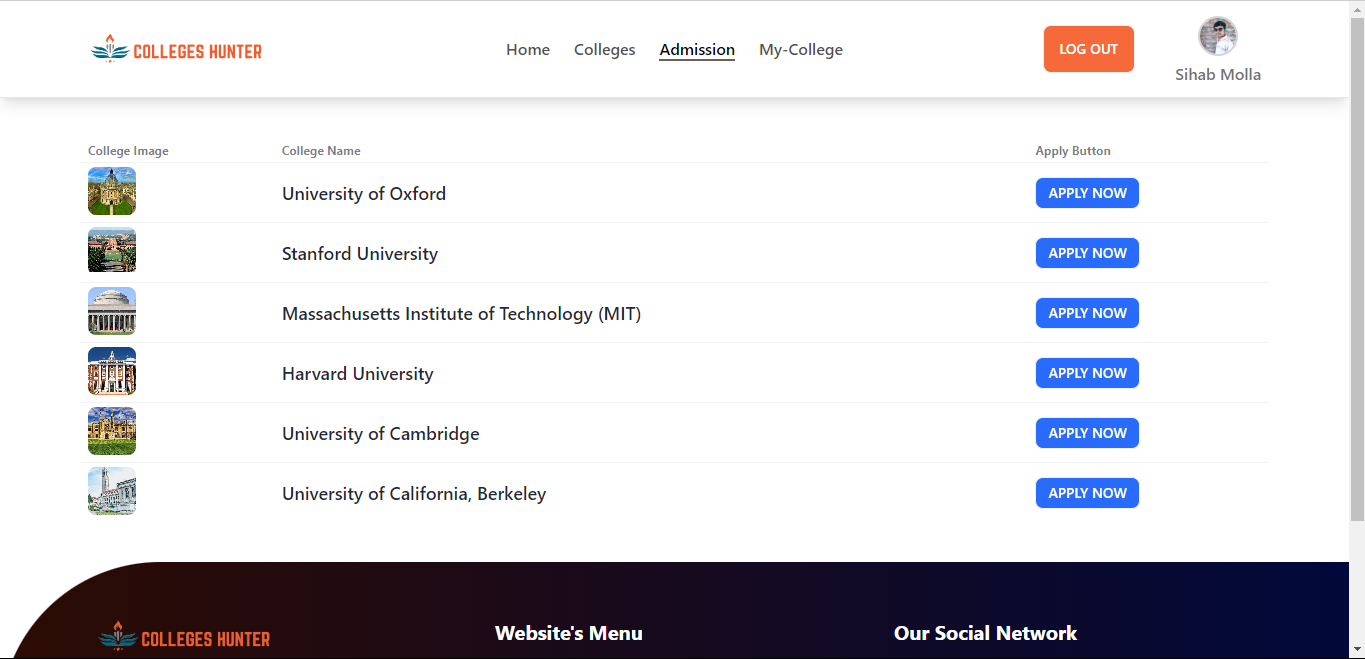 COLLEGES HUNTER
Home Colleges Admission My-College
LOG OUT
Sihab Molla
College Image College Name Apply Button
University of Oxford APPLY NOW
Stanford University APPLY NOW
Massachusetts Institute of Technology (MIT) APPLY NOW
Harvard University APPLY NOW
University of Cambridge APPLY NOW
University of California, Berkeley APPLY NOW
COLLEGES HUNTER Website's Menu Our Social Network